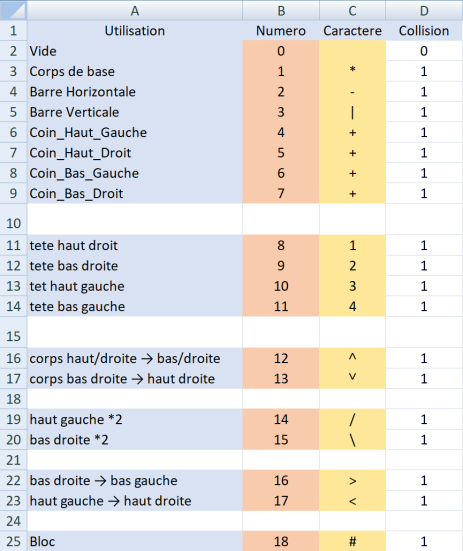 A B C D
1 Utilisation Numero Caractere Collision
2 Vide 0 0
3 Corps de base 1 * 1
4 Barre Horizontale 2 - 1
5 Barre Verticale 3 | 1
6 Coin_Haut_Gauche 4 + 1
7 Coin_Haut_Droit 5 + 1
8 Coin_Bas_Gauche 6 + 1
9 Coin_Bas_Droit 7 + 1
10
11 tete haut droit 8 1 1
12 tete bas droite 9 2 1
13 tet haut gauche 10 3 1
14 tete bas gauche 11 4 1
15
16 corps haut/droite → bas/droite 12 ^ 1
17 corps bas droite → haut droite 13 v 1
18
19 haut gauche *2 14 / 1
20 bas droite *2 15 \ 1
21
22 bas droite → bas gauche 16 > 1
23 haut gauche → haut droite 17 < 1
24
25 Bloc 18 # 1